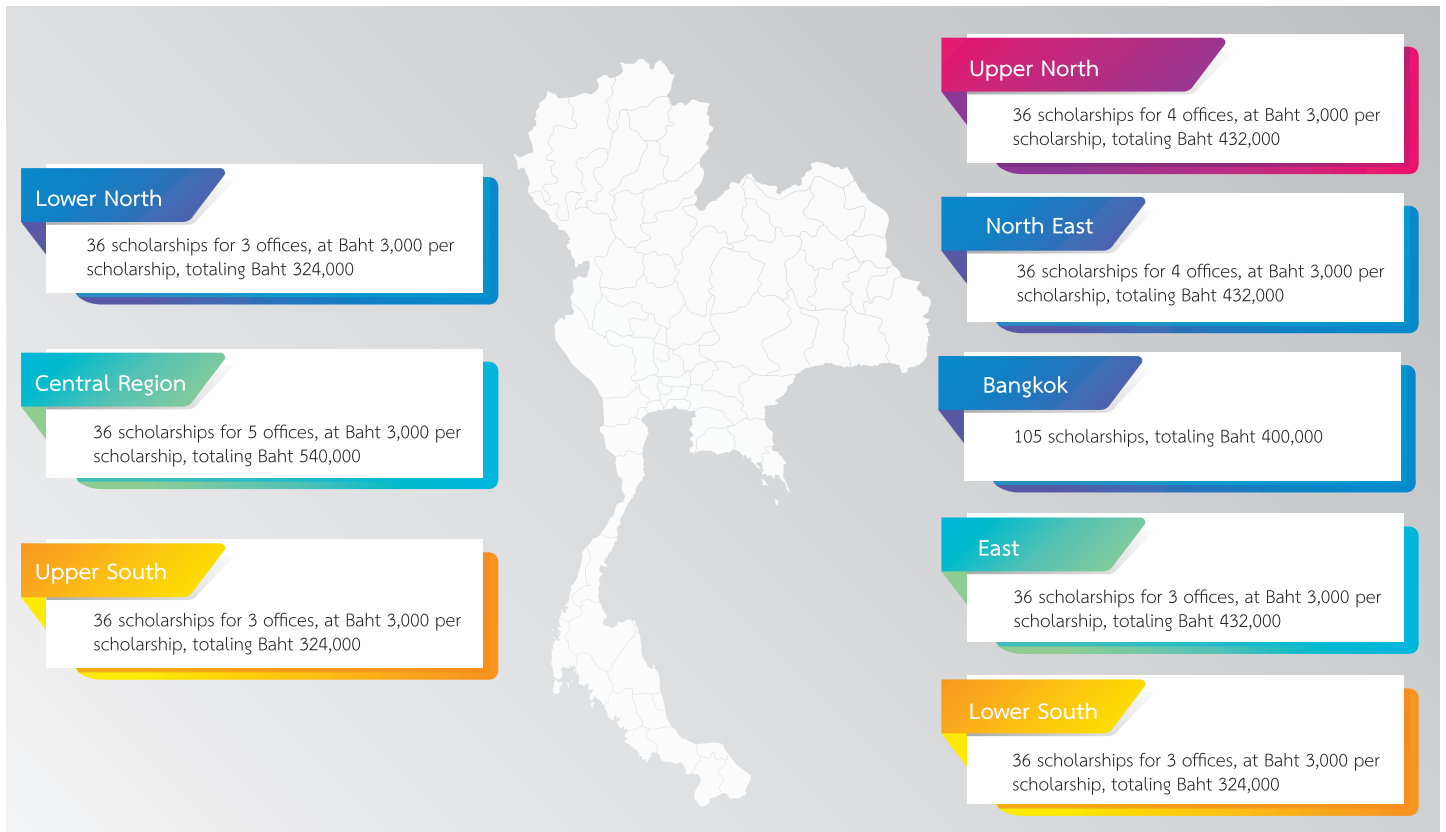 Lower North
36 scholarships for 3 offices, at Baht 3,000 per
scholarship, totaling Baht 324,000
Central Region
36 scholarships for 5 offices, at Baht 3,000 per
scholarship, totaling Baht 540,000
Upper South
36 scholarships for 3 offices, at Baht 3,000 per
scholarship, totaling Baht 324,000
Upper North
36 scholarships for 4 offices, at Baht 3,000 per
scholarship, totaling Baht 432,000
North East
36 scholarships for 4 offices, at Baht 3,000 per
scholarship, totaling Baht 432,000
Bangkok
105 scholarships, totaling Baht 400,000
East
36 scholarships for 3 offices, at Baht 3,000 per
scholarship, totaling Baht 432,000
Lower South
36 scholarships for 3 offices, at Baht 3,000 per
scholarship, totaling Baht 324,000